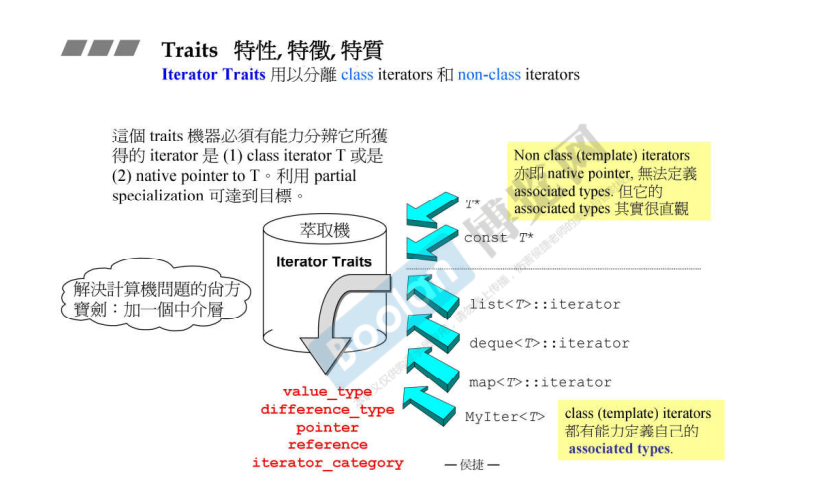 Traits 特性, 特徵, 特質
Iterator Traits 用以分離 class iterators 和 non-class iterators
這個 traits 機器必須有能力分辨它所獲
得的 iterator 是 (1) class iterator T 或是
(2) native pointer to T。利用 partial
specialization 可達到目標。
Non class (template) iterators
亦即 native pointer, 無法定義
associated types. 但它的
associated types 其實很直觀
T*
const T*
萃取機
Iterator Traits
解決計算機問題的尚方
寶劍：加一個中介層
list<T>::iterator
deque<T>::iterator
map<T>::iterator
MyIter<T>
class (template) iterators
都有能力定義自己的
associated types.
value_type
difference_type
pointer
reference
iterator_category
— 侯捷 —
Boolan 博览网